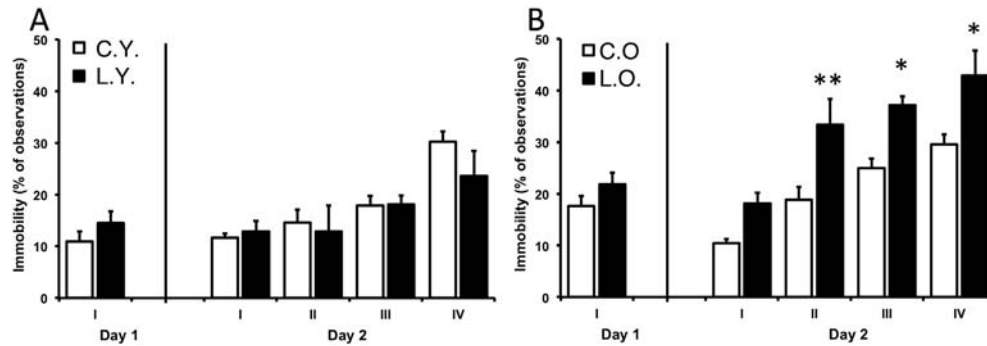 A
Immobility (% of observations)
50
40
30
20
10
0
C.Y.
L.Y.
I
I
II
III
IV
Day 1
Day 2
B
Immobility (% of observations)
50
40
30
20
10
0
C.O
L.O.
**
*
*
I
I
II
III
IV
Day 1
Day 2